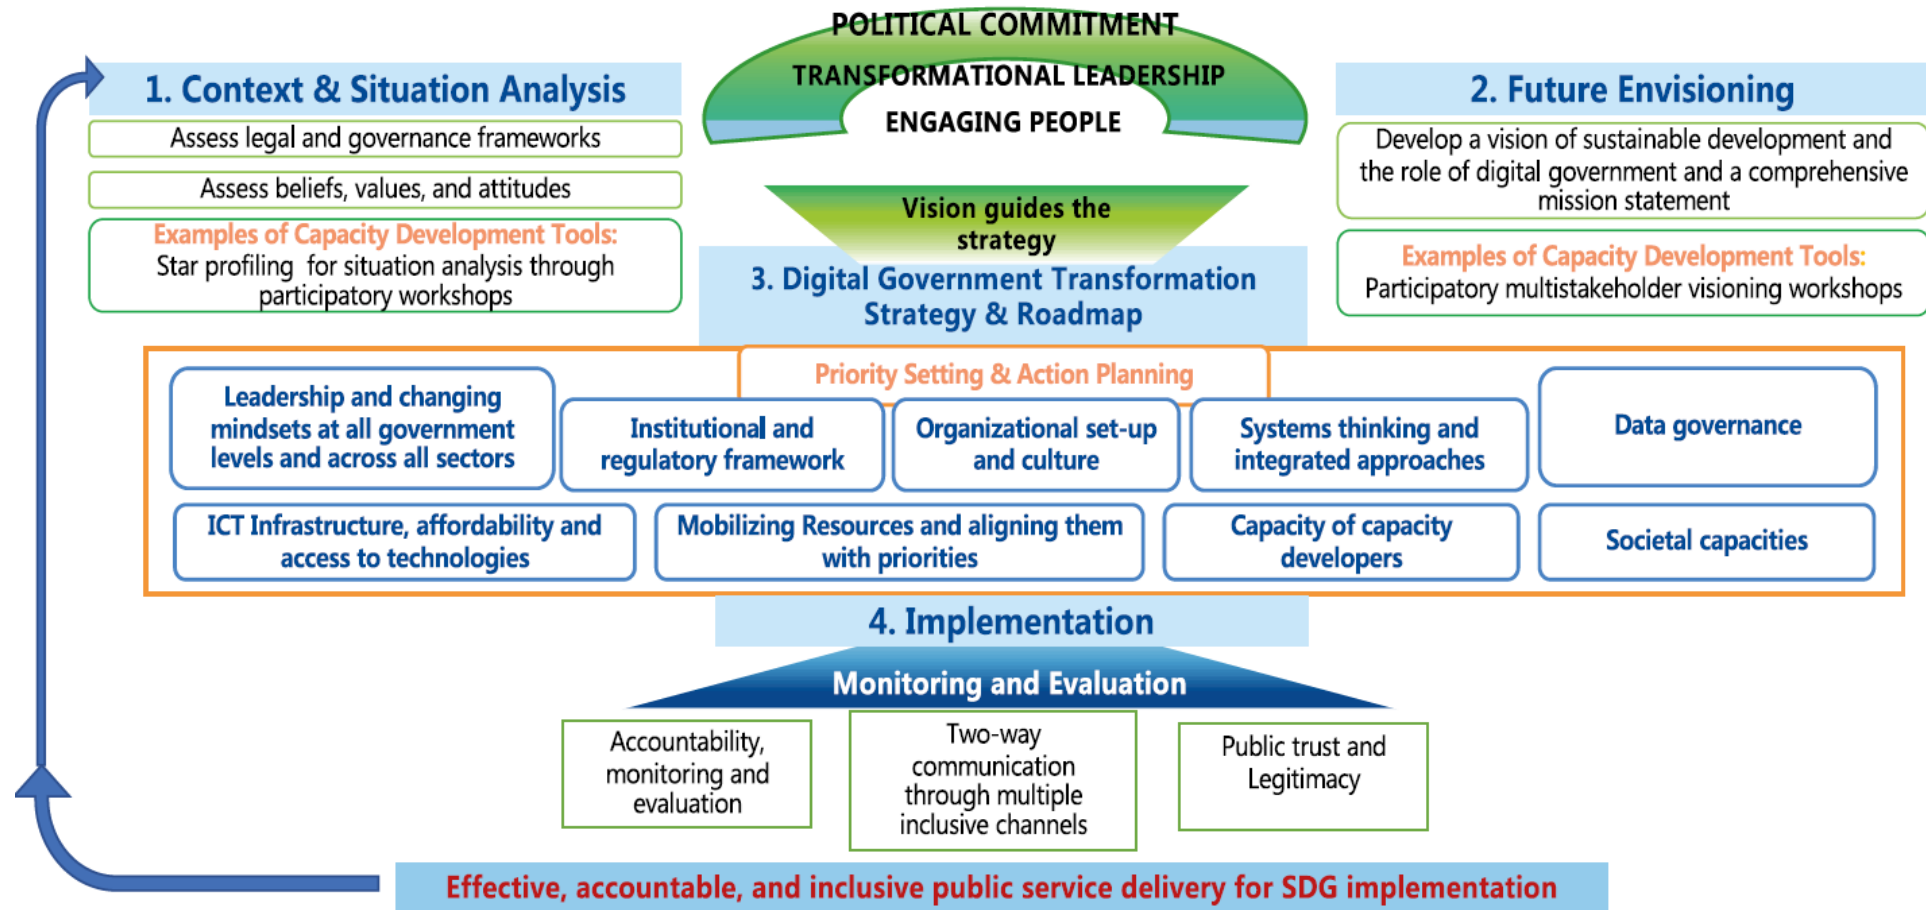 POLITICAL COMMITMENT
TRANSFORMATIONAL LEADERSHIP
ENGAGING PEOPLE
1. Context & Situation Analysis
Assess legal and governance frameworks
Assess beliefs, values, and attitudes
Examples of Capacity Development Tools:
Star profiling for situation analysis through
participatory workshops
2. Future Envisioning
Develop a vision of sustainable development and
the role of digital government and a comprehensive
mission statement
Examples of Capacity Development Tools:
Participatory multistakeholder visioning workshops
Vision guides the
strategy
3. Digital Government Transformation
Strategy & Roadmap
Priority Setting & Action Planning
Leadership and changing
mindsets at all government
levels and across all sectors
Institutional and
regulatory framework
Organizational set-up
and culture
Systems thinking and
integrated approaches
Data governance
ICT Infrastructure, affordability and
access to technologies
Mobilizing Resources and aligning them
with priorities
Capacity of capacity
developers
Societal capacities
4. Implementation
Monitoring and Evaluation
Accountability,
monitoring and
evaluation
Two-way
communication
through multiple
inclusive channels
Public trust and
Legitimacy
Effective, accountable, and inclusive public service delivery for SDG implementation